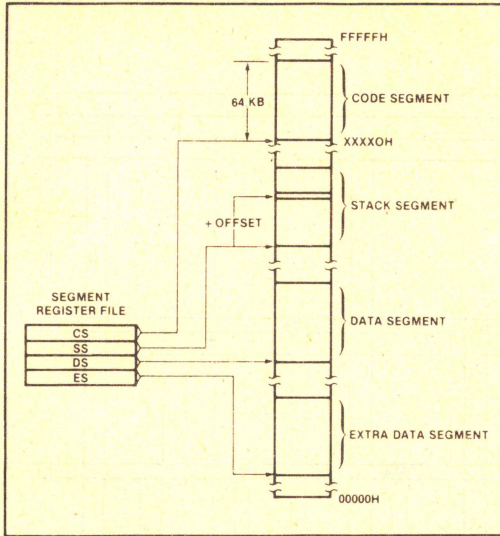 FFFFFH
64 KB
CODE SEGMENT
XXXX0H
STACK SEGMENT
+ OFFSET
SEGMENT
REGISTER FILE
CS
SS
DS
ES
DATA SEGMENT
EXTRA DATA SEGMENT
00000H